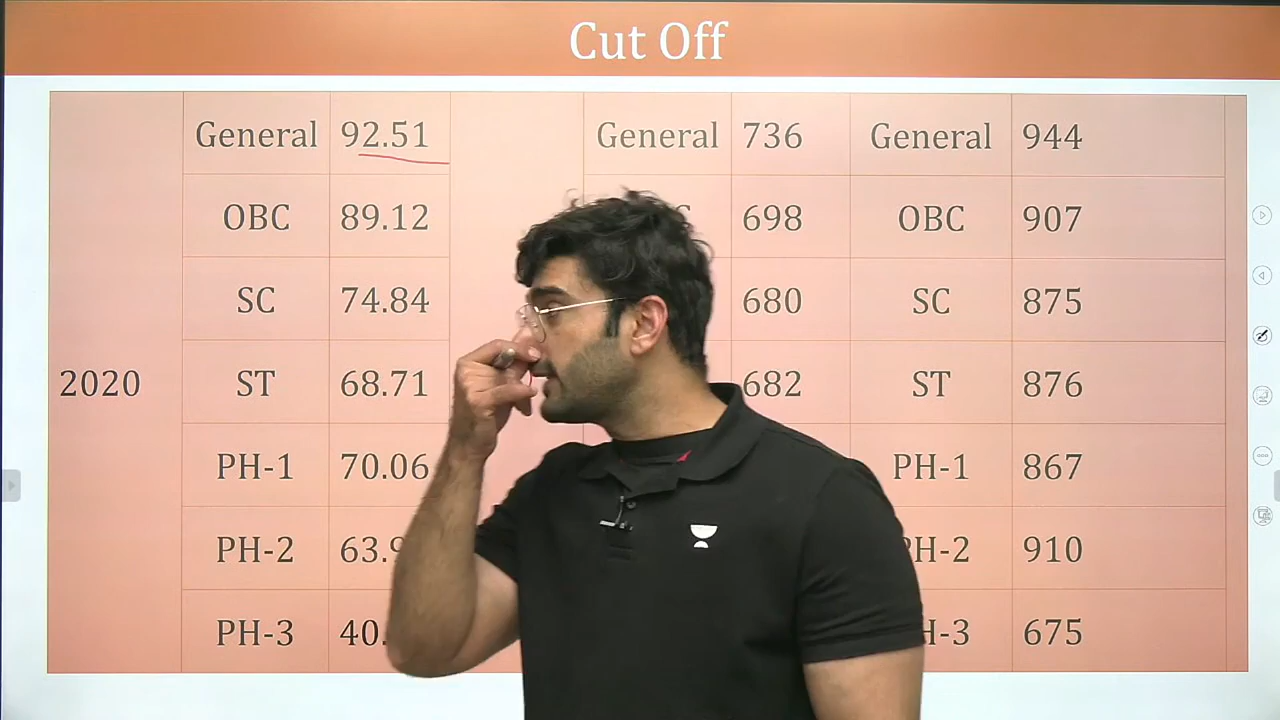 Cut Off
General 92.51 General 736 General 944
OBC 89.12 698 OBC 907
SC 74.84 680 SC 875
2020 ST 68.71 682 ST 876
PH-1 70.06 PH-1 867
PH-2 910
PH-3 675